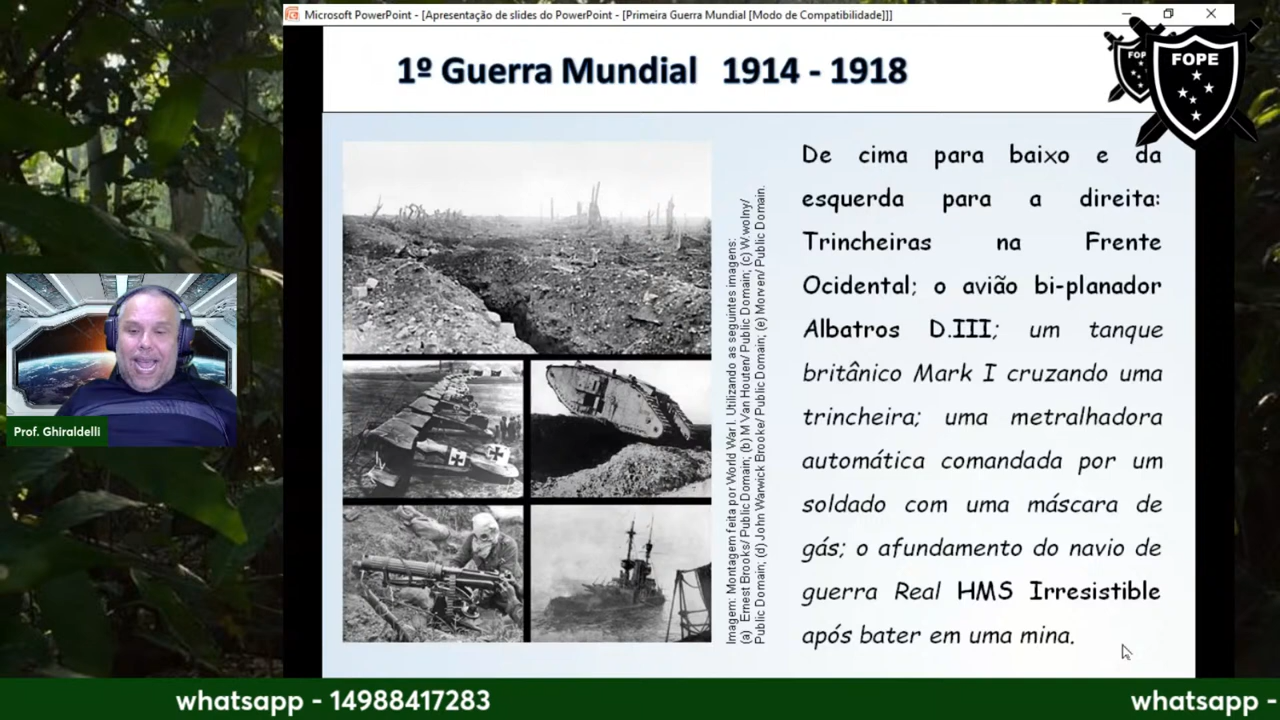 Microsoft PowerPoint - [Apresentação de slides do PowerPoint - [Primeira Guerra Mundial [Modo de Compatibilidade]]]
1º Guerra Mundial 1914 - 1918
FOP
FOPE
De cima para baixo e da
esquerda para a direita:
Trincheiras na Frente
Ocidental; o avião bi-planador
Albatros D.III; um tanque
britânico Mark I cruzando uma
trincheira; uma metralhadora
automática comandada por um
soldado com uma máscara de
gás; o afundamento do navio de
guerra Real HMS Irresistible
após bater em uma mina.
Imagem: Montagem feita por World War I. Utilizando as seguintes imagens:
(a) Ernest Brooks/ Public Domain; (b) M Van Houten/ Public Domain; (c) W.wolny/
Public Domain; (d) John Warwick Brooke/ Public Domain; (e) Morven/ Public Domain.
Prof. Ghiraldelli
whatsapp - 14988417283
whatsapp -